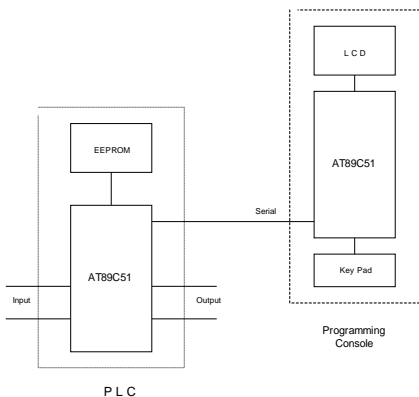 L C D
AT89C51
Key Pad
Programming
Console
EEPROM
AT89C51
Serial
Input
Output
P L C